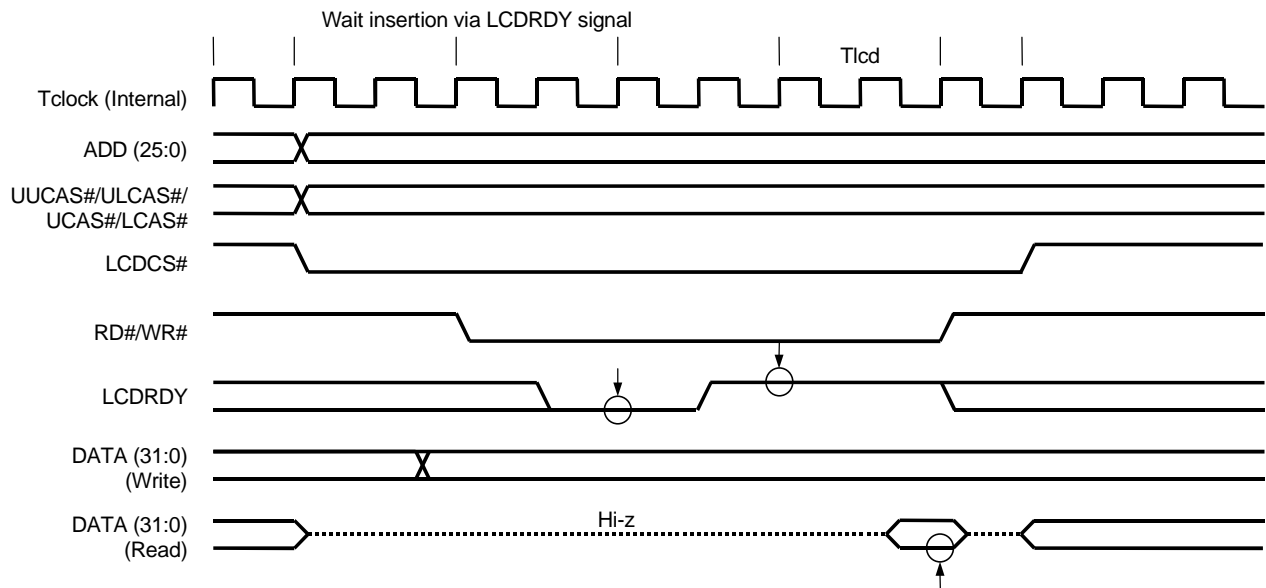 Wait insertion via LCDRDY signal
Tlcd
Tclock (Internal)
ADD (25:0)
UUCAS#/ULCAS#/
UCAS#/LCAS#
LCDCS#
RD#/WR#
LCDRDY
DATA (31:0)
(Write)
DATA (31:0)
(Read)
Hi-z